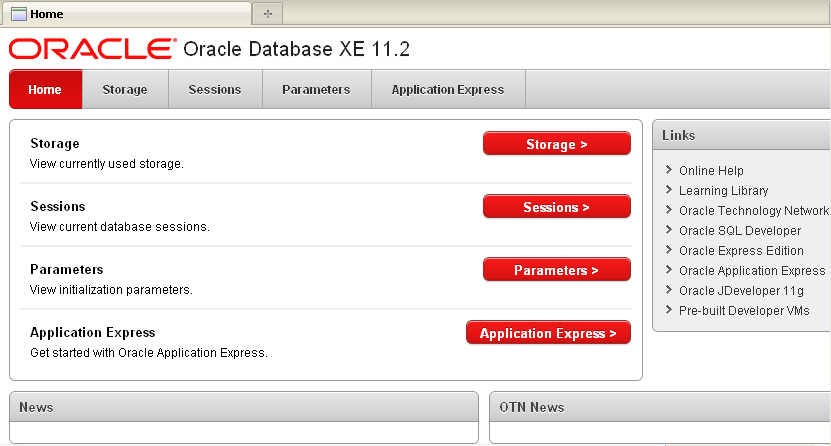 Home
ORACLE® Oracle Database XE 11.2
Home Storage Sessions Parameters Application Express
Storage
View currently used storage.
Storage >
Sessions
View current database sessions.
Sessions >
Parameters
View initialization parameters.
Parameters >
Application Express
Get started with Oracle Application Express.
Application Express >
Links
Online Help
Learning Library
Oracle Technology Network
Oracle SQL Developer
Oracle Express Edition
Oracle Application Express
Oracle JDeveloper 11g
Pre-built Developer VMs
News
OTN News